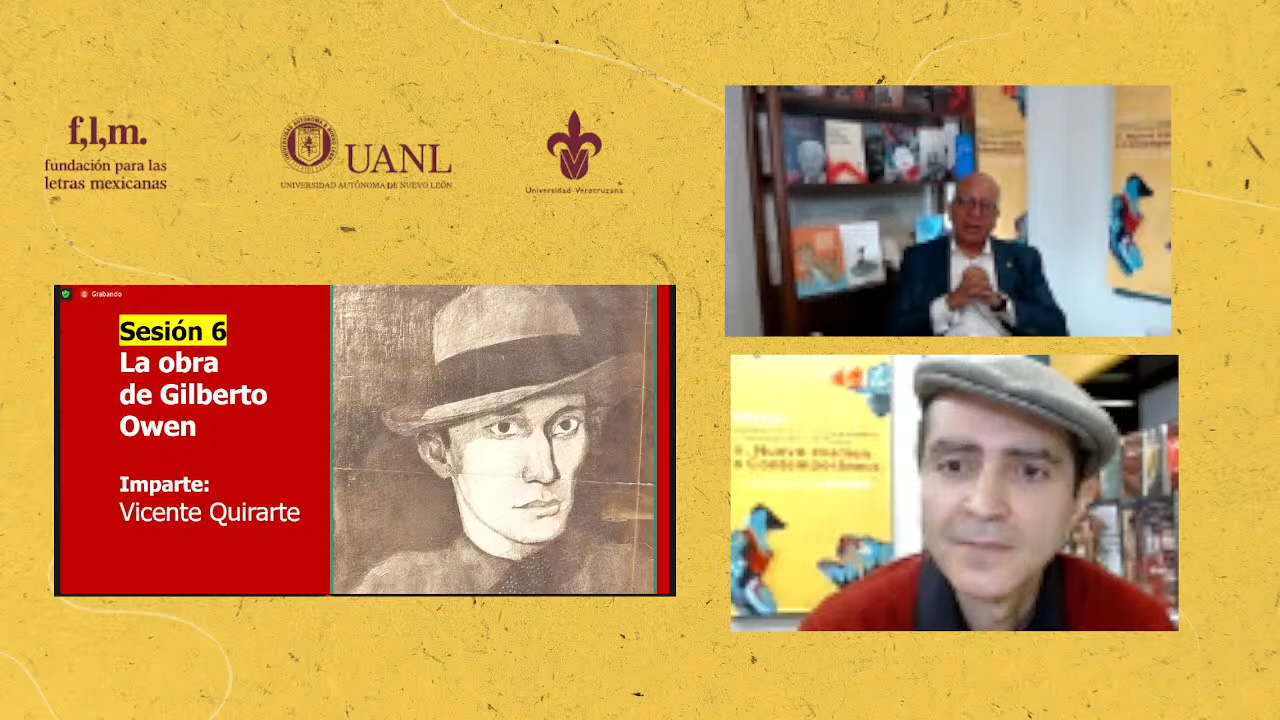 f,l,m.
fundación para las
letras mexicanas
UANL
UNIVERSIDAD AUTÓNOMA DE NUEVO LEÓN
Universidad Veracruzana
Grabando
Sesión 6
La obra
de Gilberto
Owen
Imparte:
Vicente Quirarte